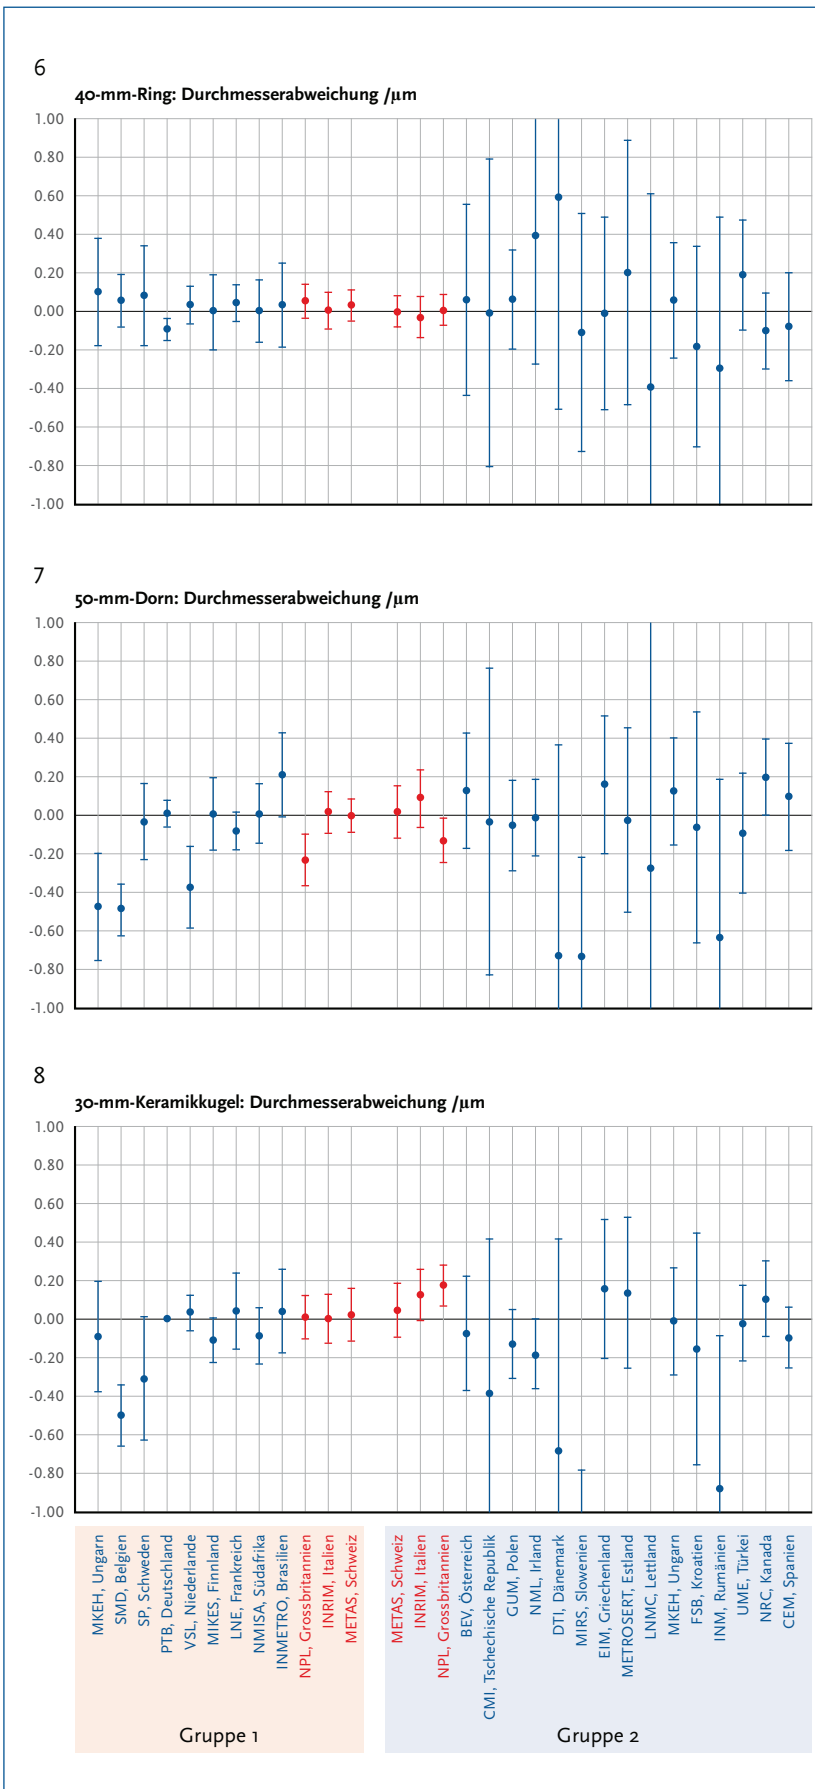 6
40-mm-Ring: Durchmesserabweichung /µm
1.00
0.80
0.60
0.40
0.20
0.00
-0.20
-0.40
-0.60
-0.80
-1.00
7
50-mm-Dorn: Durchmesserabweichung /µm
1.00
0.80
0.60
0.40
0.20
0.00
-0.20
-0.40
-0.60
-0.80
-1.00
8
30-mm-Keramikkugel: Durchmesserabweichung /µm
1.00
0.80
0.60
0.40
0.20
0.00
-0.20
-0.40
-0.60
-0.80
-1.00
MKEH, Ungarn
SMD, Belgien
SP, Schweden
PTB, Deutschland
VSL, Niederlande
MIKES, Finnland
LNE, Frankreich
NMISA, Südafrika
INMETRO, Brasilien
NPL, Grossbritannien
INRIM, Italien
METAS, Schweiz
METAS, Schweiz
INRIM, Italien
NPL, Grossbritannien
BEV, Österreich
CMI, Tschechische Republik
GUM, Polen
NML, Irland
DTI, Dänemark
MIRS, Slowenien
EIM, Griechenland
METROSERT, Estland
LNMC, Lettland
MKEH, Ungarn
FSB, Kroatien
INM, Rumänien
UME, Türkei
NRC, Kanada
CEM, Spanien
Gruppe 1
Gruppe 2